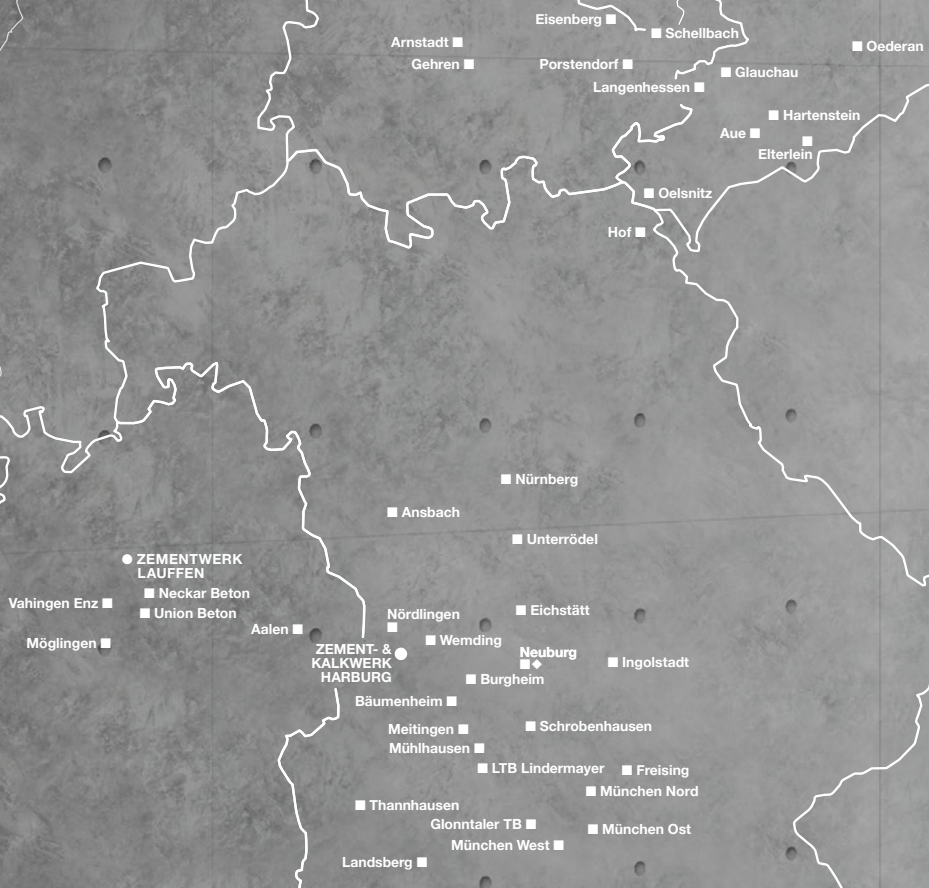 Eisenberg
Schellbach
Arnstadt
Oederan
Gehren
Porstendorf
Glauchau
Langenhessen
Hartenstein
Aue
Elterlein
Oelsnitz
Hof
Nürnberg
Ansbach
Unterrödel
ZEMENTWERK
LAUFFEN
Neckar Beton
Vahingen Enz
Union Beton
Eichstätt
Nördlingen
Aalen
Wemding
Möglingen
ZEMENT- &
KALKWERK
HARBURG
Neuburg
Ingolstadt
Burgheim
Bäumenheim
Meitingen
Schrobenhausen
Mühlhausen
LTB Lindermayer
Freising
München Nord
Thannhausen
Glonntaler TB
München Ost
München West
Landsberg